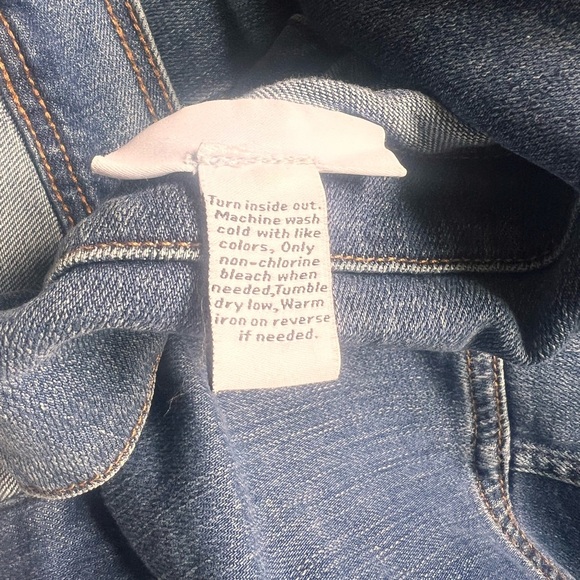 Turn inside out.
Machine wash
cold with like
colors, Only
non-chlorine
bleach when
needed,Tumble
dry low,Warm
iron on reverse
if needed.